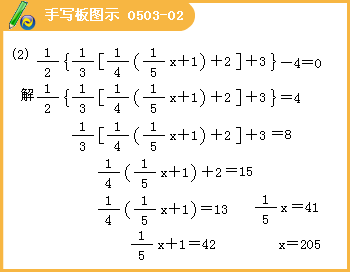 手写板图示 0503-02
(2) 1/2{1/3[1/4(1/5 x+1)+2]+3}-4=0
解 1/2{1/3[1/4(1/5 x+1)+2]+3}=4
1/3[1/4(1/5 x+1)+2]+3=8
1/4(1/5 x+1)+2=15
1/4(1/5 x+1)=13 1/5 x=41
1/5 x+1=42 x=205